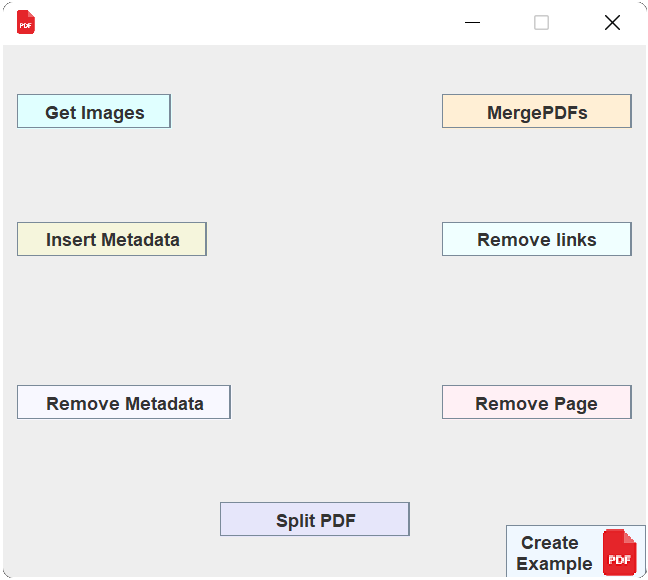 PDF
Get Images
MergePDFs
Insert Metadata
Remove links
Remove Metadata
Remove Page
Split PDF
Create
Example
PDF